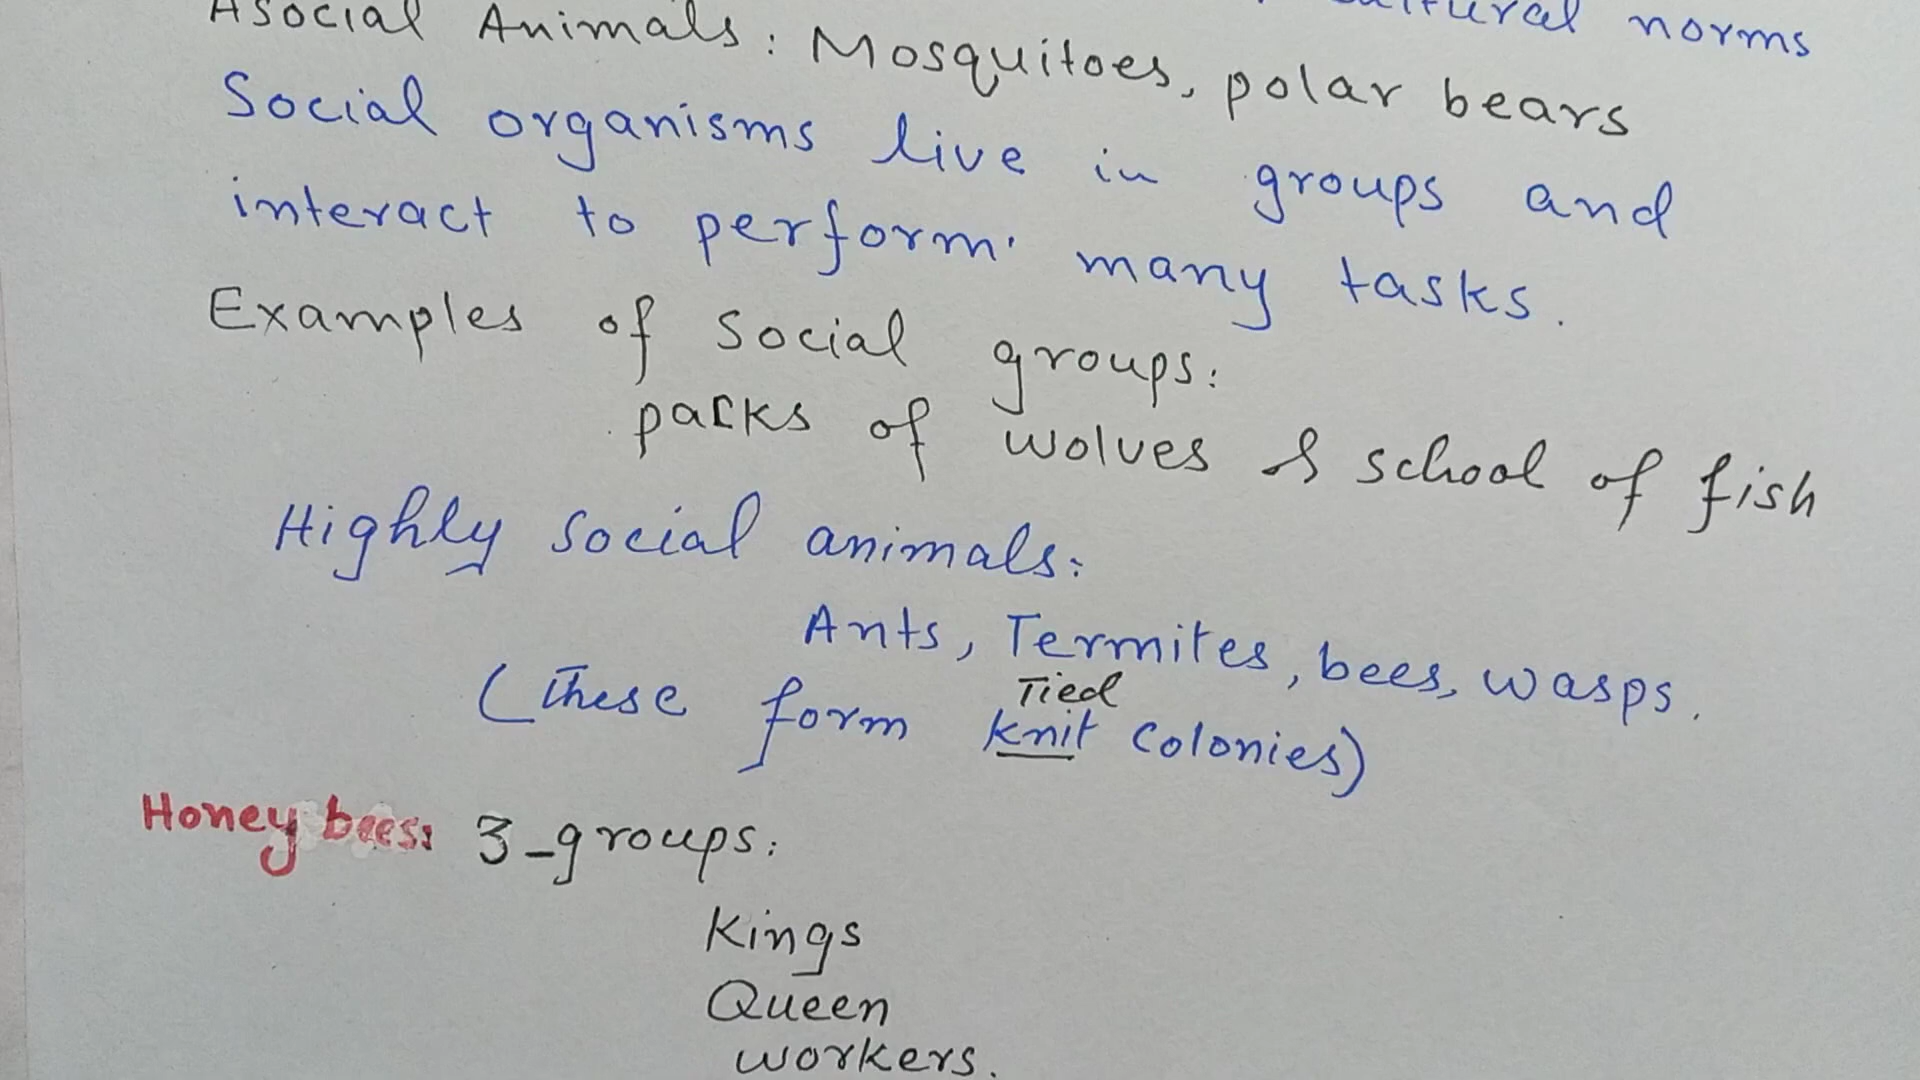 norms
Asocial Animals: Mosquitoes, polar bears
Social organisms live in groups and
interact to perform many tasks.
Examples of social groups:
packs of wolves & school of fish
Highly social animals:
Ants, Termites, bees, wasps.
Tied
(These form knit colonies)
Honey bees: 3-groups:
Kings
Queen
workers.